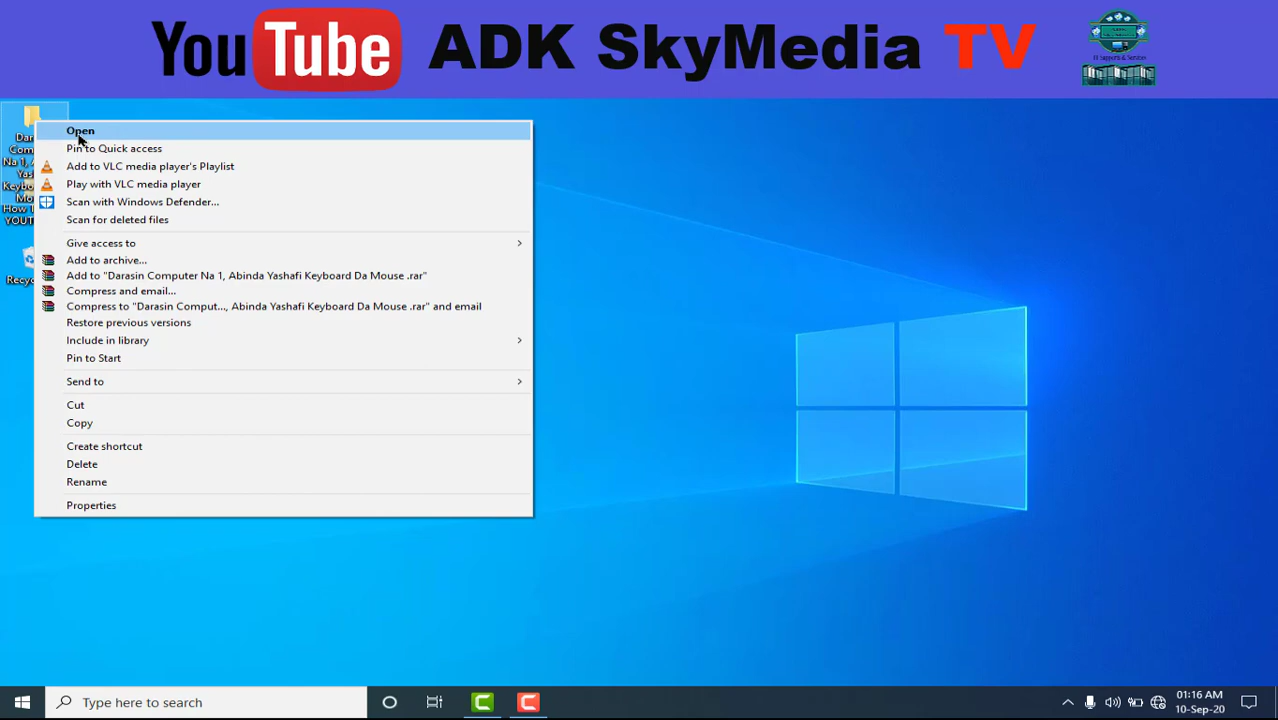 YouTube ADK SkyMedia TV
IT Supports & Services
Open
Pin to Quick access
Add to VLC media player's Playlist
Play with VLC media player
Scan with Windows Defender...
Scan for deleted files
Give access to
Add to archive...
Add to "Darasin Computer Na 1, Abinda Yashafi Keyboard Da Mouse .rar"
Compress and email...
Compress to "Darasin Comput..., Abinda Yashafi Keyboard Da Mouse .rar" and email
Restore previous versions
Include in library
Pin to Start
Send to
Cut
Copy
Create shortcut
Delete
Rename
Properties
Type here to search
01:16 AM
10-Sep-20